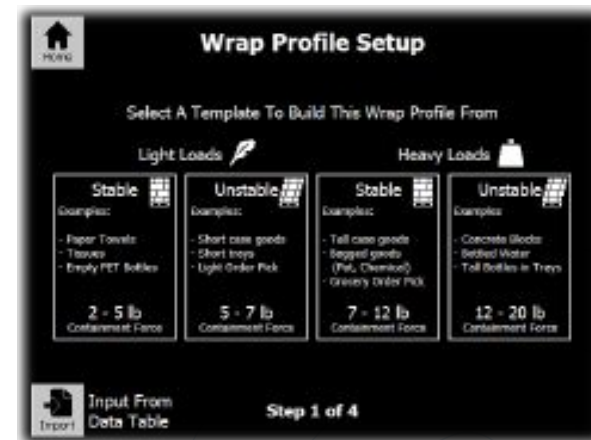 Home
Wrap Profile Setup
Select A Template To Build This Wrap Profile From
Light Loads
Heavy Loads
Stable
Examples:
- Paper Towels
- Tissues
- Empty PET Bottles
2 - 5 lb
Containment Force
Unstable
Examples:
- Short case goods
- Short trays
- Light Order Pick
5 - 7 lb
Containment Force
Stable
Examples:
- Tall case goods
- Bagged goods
(Pet, Chemical)
- Grocery Order Pick
7 - 12 lb
Containment Force
Unstable
Examples
- Concrete Blocks
- Bottled Water
- Tall Bottles in Trays
12 - 20 lb
Containment Force
Import
Input From
Data Table
Step 1 of 4